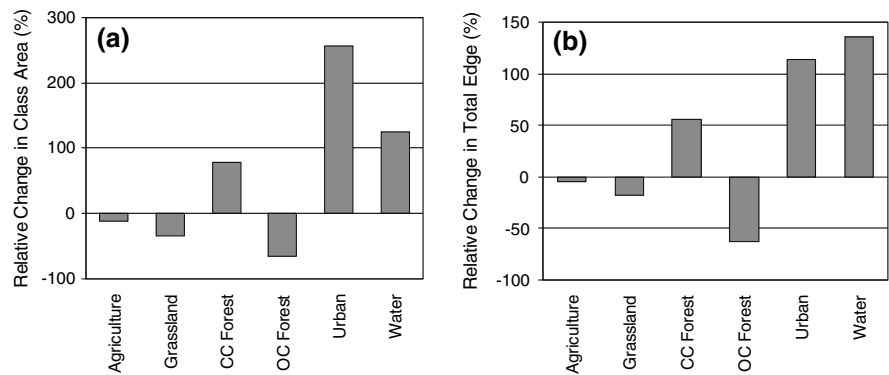 (a)
Relative Change in Class Area (%)
300
200
100
0
-100
Agriculture
Grassland
CC Forest
OC Forest
Urban
Water
(b)
Relative Change in Total Edge (%)
150
100
50
0
-50
-100
Agriculture
Grassland
CC Forest
OC Forest
Urban
Water